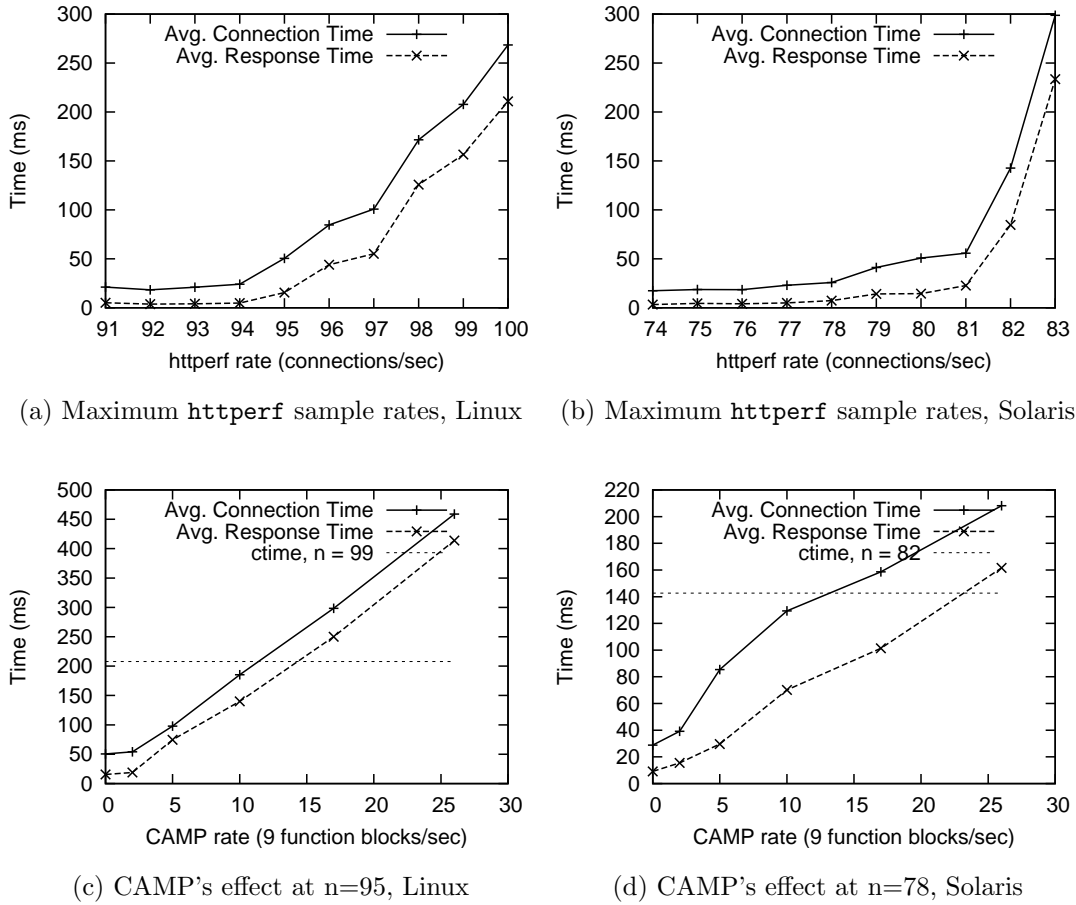 300
250
200
150
100
50
0
Time (ms)
Avg. Connection Time
Avg. Response Time
91 92 93 94 95 96 97 98 99 100
httperf rate (connections/sec)
(a) Maximum httperf sample rates, Linux
300
250
200
150
100
50
0
Time (ms)
Avg. Connection Time
Avg. Response Time
74 75 76 77 78 79 80 81 82 83
httperf rate (connections/sec)
(b) Maximum httperf sample rates, Solaris
500
450
400
350
300
250
200
150
100
50
0
Time (ms)
Avg. Connection Time
Avg. Response Time
ctime, n = 99
0 5 10 15 20 25 30
CAMP rate (9 function blocks/sec)
(c) CAMP's effect at n=95, Linux
220
200
180
160
140
120
100
80
60
40
20
0
Time (ms)
Avg. Connection Time
Avg. Response Time
ctime, n = 82
0 5 10 15 20 25 30
CAMP rate (9 function blocks/sec)
(d) CAMP's effect at n=78, Solaris